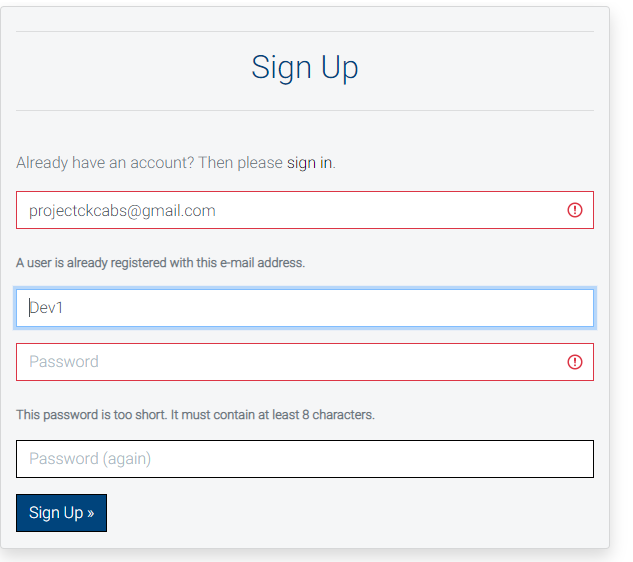 Sign Up
Already have an account? Then please sign in.
projectckcabs@gmail.com
A user is already registered with this e-mail address.
Dev1
Password
This password is too short. It must contain at least 8 characters.
Password (again)
Sign Up »